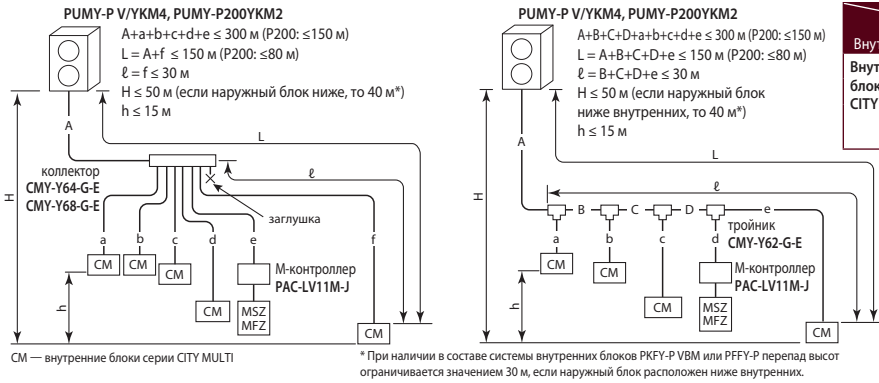 PUMY-P V/YKM4, PUMY-P200YKM2
A+a+b+c+d+e ≤ 300 м (P200: ≤150 м)
L = A+f ≤ 150 м (P200: ≤80 м)
ℓ = f ≤ 30 м
H ≤ 50 м (если наружный блок ниже, то 40 м*)
h ≤ 15 м
A
L
H
коллектор
CMY-Y64-G-E
CMY-Y68-G-E
ℓ
заглушка
a
b
c
d
e
f
CM
CM
CM
CM
М-контроллер
PAC-LV11M-J
MSZ
MFZ
CM
h
CM — внутренние блоки серии CITY MULTI
PUMY-P V/YKM4, PUMY-P200YKM2
A+B+C+D+a+b+c+d+e ≤ 300 м (P200: ≤150 м)
L = A+B+C+D+e ≤ 150 м (P200: ≤80 м)
ℓ = B+C+D+e ≤ 30 м
H ≤ 50 м (если наружный блок
ниже внутренних, то 40 м*)
h ≤ 15 м
A
L
H
ℓ
B
C
D
e
тройник
CMY-Y62-G-E
a
b
c
d
CM
CM
CM
М-контроллер
PAC-LV11M-J
MSZ
MFZ
CM
h
* При наличии в составе системы внутренних блоков PKFY-P VBM или PFFY-P перепад высот
ограничивается значением 30 м, если наружный блок расположен ниже внутренних.
Внут
Внут
блок
CITY